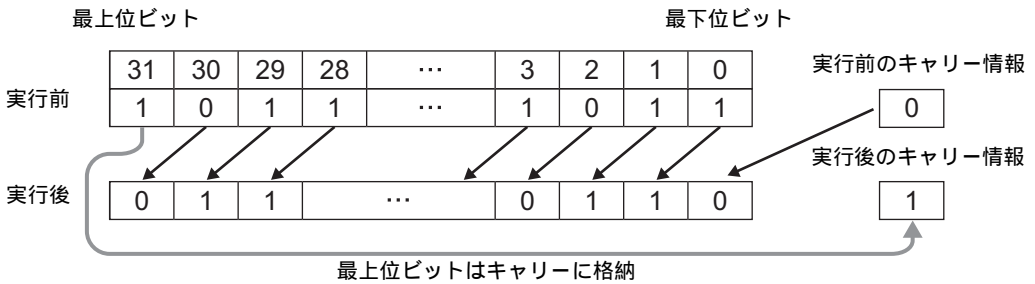 最上位ビット 最下位ビット
31 30 29 28 … 3 2 1 0 実行前のキャリー情報
実行前 1 0 1 1 … 1 0 1 1 0
実行後のキャリー情報
実行後 0 1 1 … 0 1 1 0 1
最上位ビットはキャリーに格納